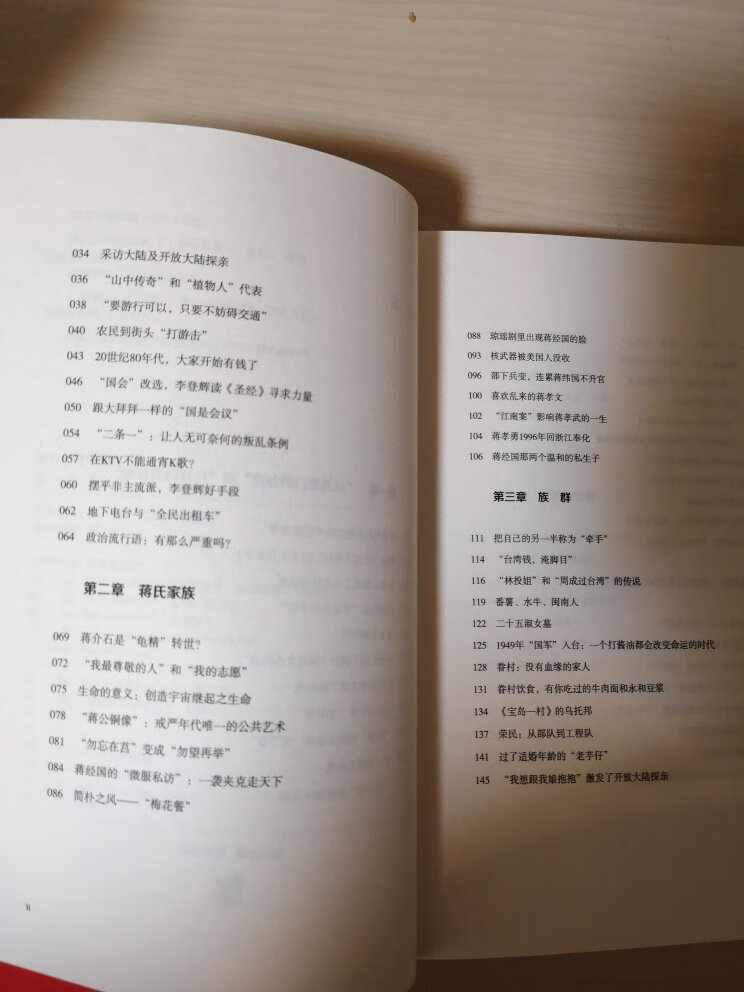 034 采访大陆及开放大陆探亲
036 “山中传奇”和“植物人”代表
038 “要游行可以，只要不妨碍交通”
040 农民到街头“打游击”
043 20世纪80年代，大家开始有钱了
046 “国会”改选，李登辉读《圣经》寻求力量
050 跟大拜拜一样的“国是会议”
054 “二条一”：让人无可奈何的叛乱条例
057 在KTV不能通宵K歌？
060 摆平非主流派，李登辉好手段
062 地下电台与“全民出租车”
064 政治流行语：有那么严重吗？
第二章 蒋氏家族
069 蒋介石是“龟精”转世？
072 “我最尊敬的人”和“我的志愿”
075 生命的意义：创造宇宙继起之生命
078 “蒋公铜像”：戒严年代唯一的公共艺术
081 “勿忘在莒”变成“勿望再举”
084 蒋经国的“微服私访”：一袭夹克走天下
086 简朴之风——“梅花餐”
II
088 琼瑶剧里出现蒋经国的脸
093 核武器被美国人没收
096 部下兵变，连累蒋纬国不升官
100 喜欢乱来的蒋孝文
102 “江南案”影响蒋孝武的一生
104 蒋孝勇1996年回浙江奉化
106 蒋经国那两个温和的私生子
第三章 族 群
111 把自己的另一半称为“牵手”
114 “台湾钱，淹脚目”
116 “林投姐”和“周成过台湾”的传说
119 番薯、水牛、闽南人
122 二十五淑女墓
125 1949年“国军”入台：一个打酱油都会改变命运的时代
128 眷村：没有血缘的家人
131 眷村饮食，有你吃过的牛肉面和永和豆浆
134 《宝岛一村》的乌托邦
137 荣民：从部队到工程队
141 过了适婚年龄的“老芋仔”
145 “我想跟我娘抱抱”激发了开放大陆探亲